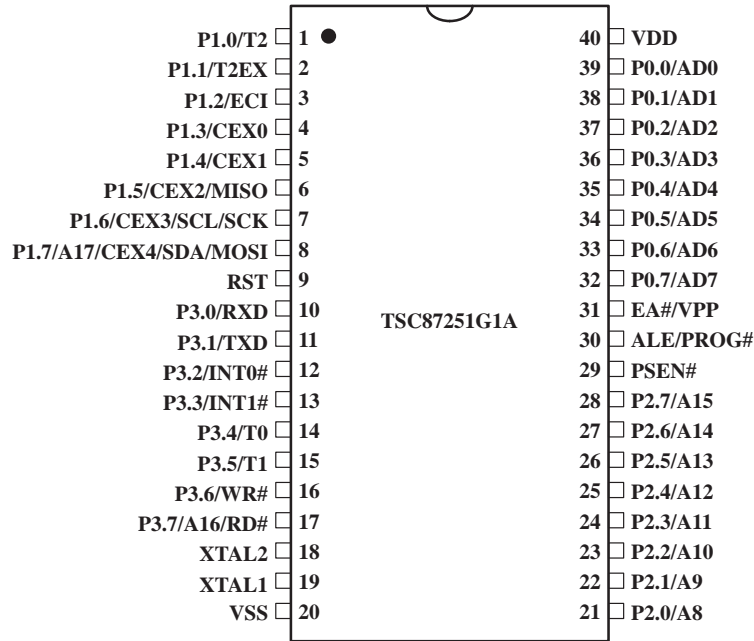 P1.0/T2 1 40 VDD
P1.1/T2EX 2 39 P0.0/AD0
P1.2/ECI 3 38 P0.1/AD1
P1.3/CEX0 4 37 P0.2/AD2
P1.4/CEX1 5 36 P0.3/AD3
P1.5/CEX2/MISO 6 35 P0.4/AD4
P1.6/CEX3/SCL/SCK 7 34 P0.5/AD5
P1.7/A17/CEX4/SDA/MOSI 8 33 P0.6/AD6
RST 9 32 P0.7/AD7
P3.0/RXD 10 31 EA#/VPP
TSC87251G1A
P3.1/TXD 11 30 ALE/PROG#
P3.2/INT0# 12 29 PSEN#
P3.3/INT1# 13 28 P2.7/A15
P3.4/T0 14 27 P2.6/A14
P3.5/T1 15 26 P2.5/A13
P3.6/WR# 16 25 P2.4/A12
P3.7/A16/RD# 17 24 P2.3/A11
XTAL2 18 23 P2.2/A10
XTAL1 19 22 P2.1/A9
VSS 20 21 P2.0/A8